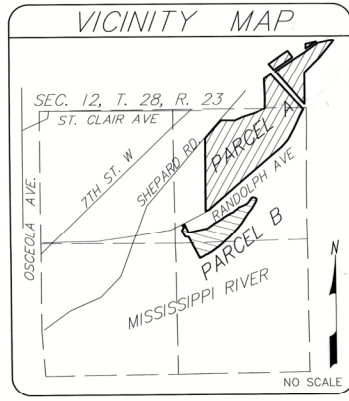 VICINITY MAP
SEC. 12, T. 28, R. 23
ST. CLAIR AVE
7TH ST. W
SHEPARD RD.
PARCEL A
RANDOLPH AVE
OSCEOLA AVE.
PARCEL B
MISSISSIPPI RIVER
N
NO SCALE